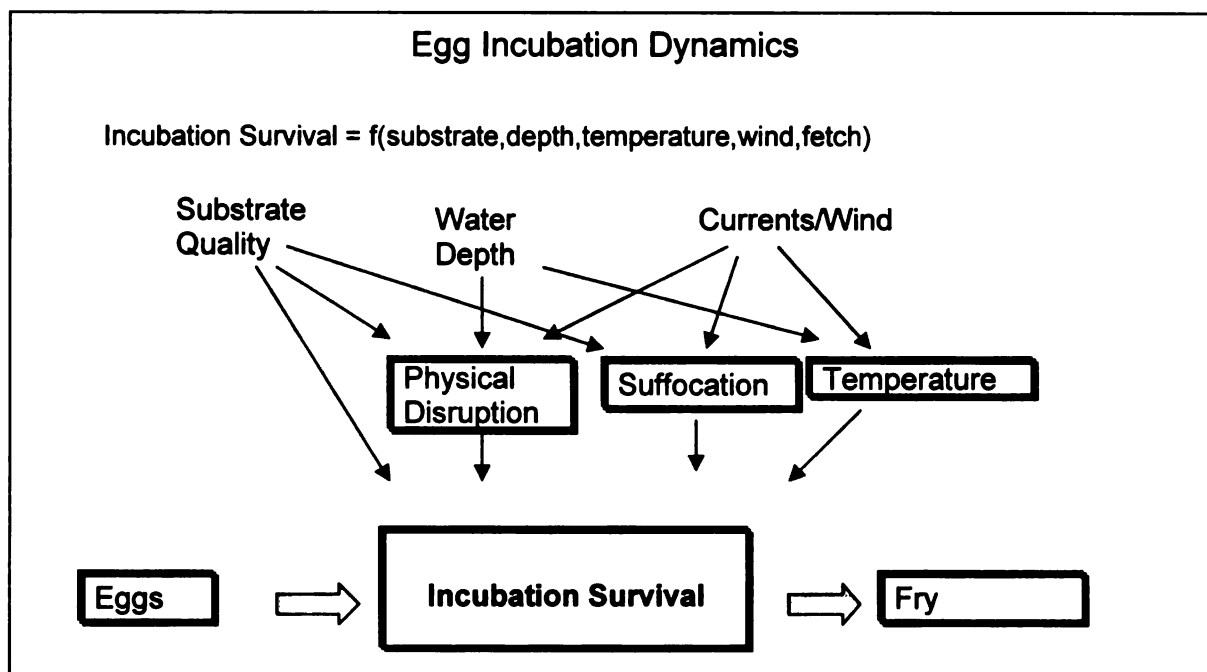 Egg Incubation Dynamics
Incubation Survival = f(substrate,depth,temperature,wind,fetch)
Substrate
Quality
Water
Depth
Currents/Wind
Physical
Disruption
Suffocation
Temperature
Eggs
Incubation Survival
Fry